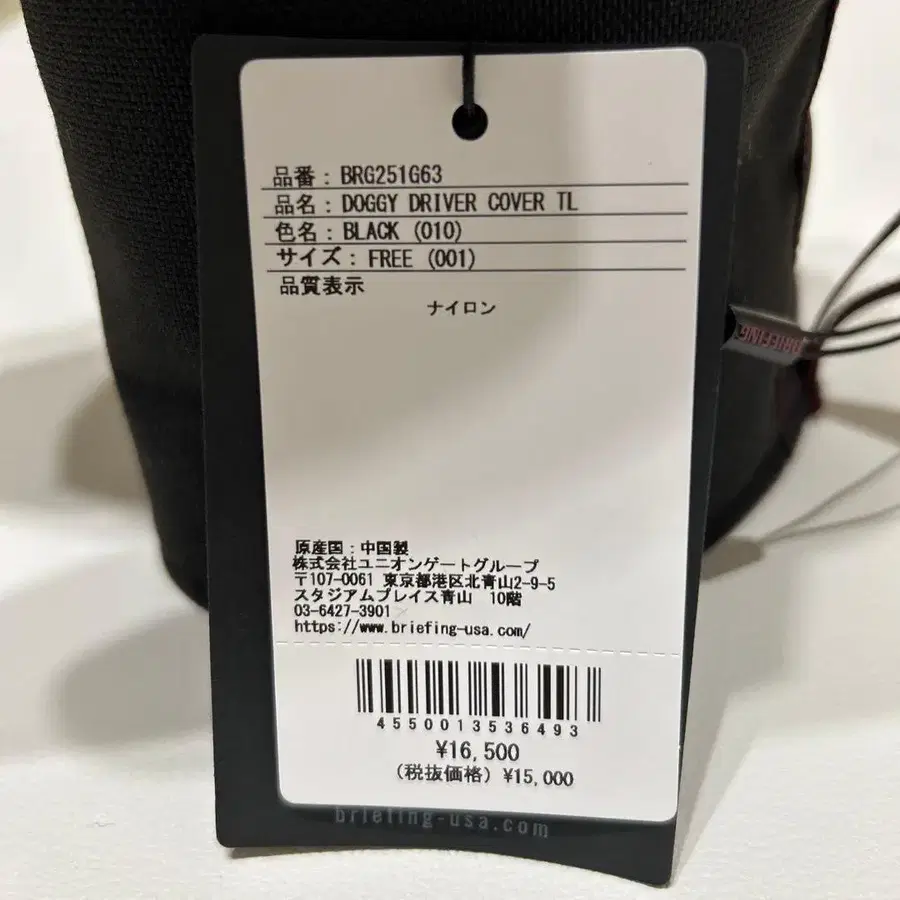 品番：BRG251G63
品名：DOGGY DRIVER COVER TL
色名：BLACK (010)
サイズ：FREE (001)
品質表示
ナイロン
BRIEFING
原産国：中国製
株式会社ユニオンゲートグループ
〒107-0061 東京都港区北青山2-9-5
スタジアムプレイス青山 10階
03-6427-3901
https://www.briefing-usa.com/
4550013536493
¥16,500
(税抜価格) ¥15,000
briefing-usa.com